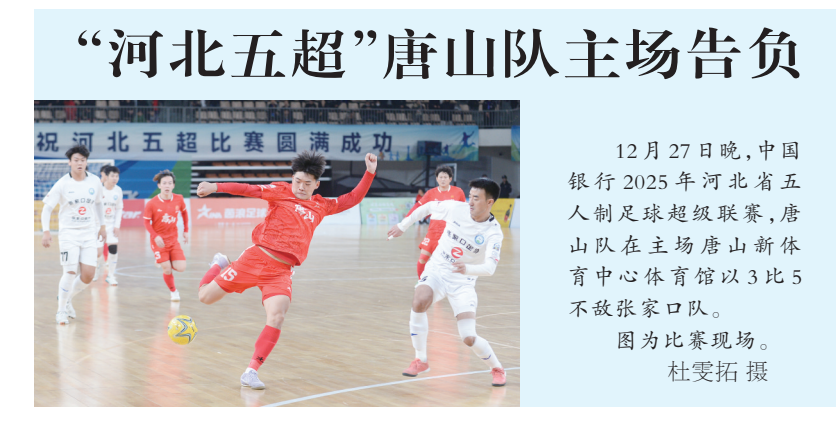 “河北五超”唐山队主场告负
祝河北五超比赛圆满成功
12月27日晚,中国
银行2025年河北省五
人制足球超级联赛,唐
山队在主场唐山新体
育中心体育馆以3比5
不敌张家口队。
图为比赛现场。
杜雯拓 摄
15